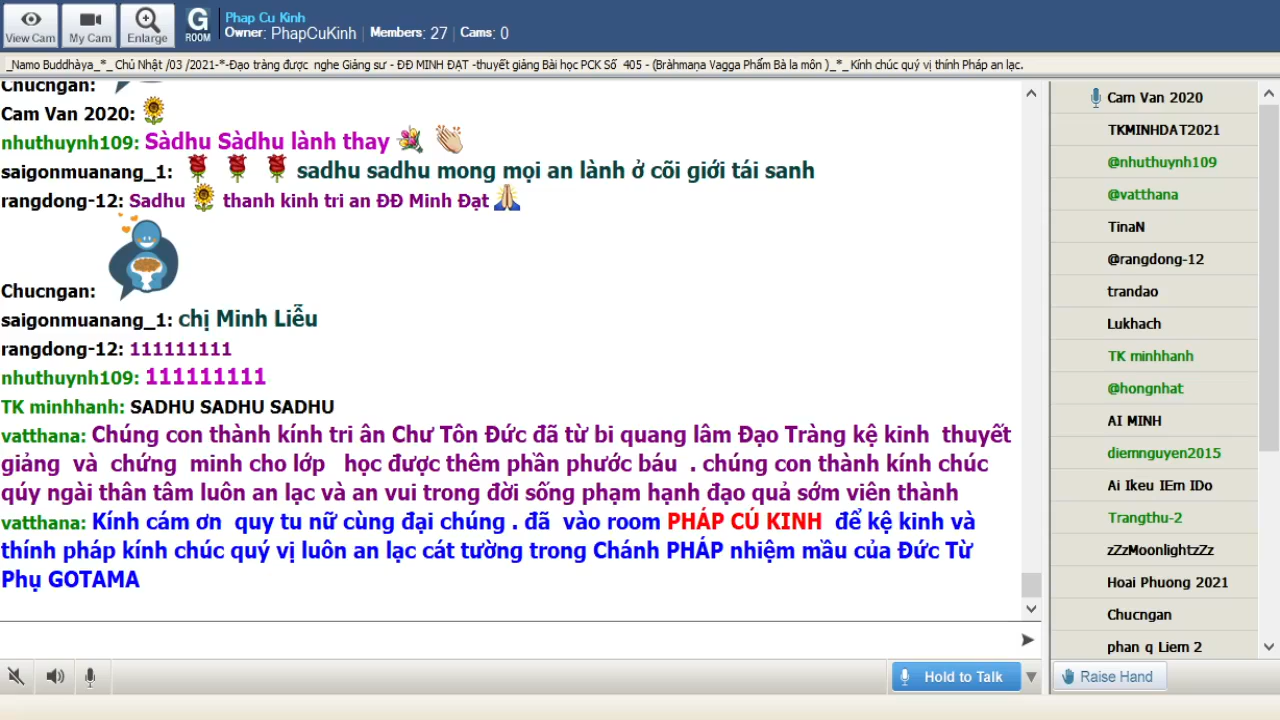 View Cam
My Cam
Enlarge
G
ROOM
Phap Cu Kinh
Owner: PhapCuKinh | Members: 27 | Cams: 0
_Namo Buddhàya_*_ Chủ Nhật /03 /2021-*-Đạo tràng được nghe Giảng sư - ĐĐ MINH ĐẠT -thuyết giảng Bài học PCK Số 405 - (Bràhmaṇa Vagga Phẩm Bà la môn )_*_ Kính chúc quý vị thính Pháp an lạc.
Chucngan:
Cam Van 2020:
nhuthuynh109: Sàdhu Sàdhu lành thay
saigonmuanang_1: sadhu sadhu mong mọi an lành ở cõi giới tái sanh
rangdong-12: Sadhu thanh kinh tri an ĐĐ Minh Đạt
Chucngan:
saigonmuanang_1: chị Minh Liễu
rangdong-12: 111111111
nhuthuynh109: 111111111
TK minhhanh: SADHU SADHU SADHU
vatthana: Chúng con thành kính tri ân Chư Tôn Đức đã từ bi quang lâm Đạo Tràng kệ kinh thuyết
giảng và chứng minh cho lớp học được thêm phần phước báu . chúng con thành kính chúc
qúy ngài thân tâm luôn an lạc và an vui trong đời sống phạm hạnh đạo quả sớm viên thành
vatthana: Kính cám ơn quy tu nữ cùng đại chúng . đã vào room PHÁP CÚ KINH để kệ kinh và
thính pháp kính chúc quý vị luôn an lạc cát tường trong Chánh PHÁP nhiệm mầu của Đức Từ
Phụ GOTAMA
Hold to Talk
Cam Van 2020
TKMINHDAT2021
@nhuthuynh109
@vatthana
TinaN
@rangdong-12
trandao
Lukhach
TK minhhanh
@hongnhat
AI MINH
diemnguyen2015
Ai Ikeu IEm IDo
Trangthu-2
zZzMoonlightzZz
Hoai Phuong 2021
Chucngan
phan q Liem 2
Raise Hand